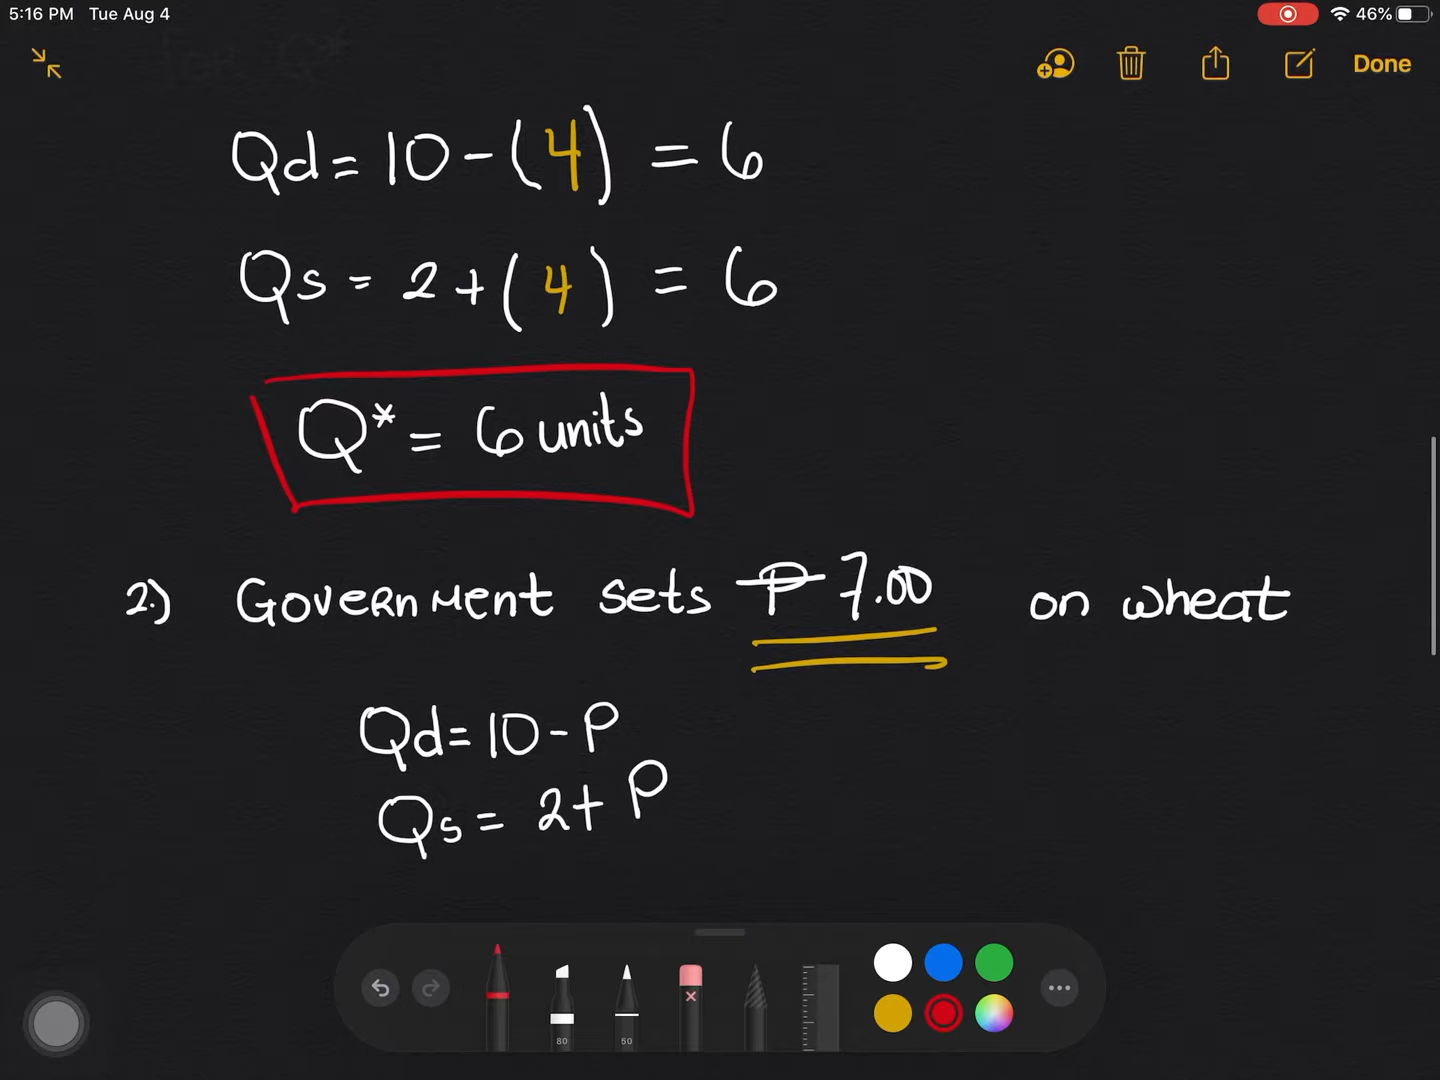 5:16 PM Tue Aug 4 46%
Done
Qd = 10 - (4) = 6
Qs = 2 + (4) = 6
Q* = 6 units
2.) Government sets ₱ 7.00 on wheat
Qd = 10 - P
Qs = 2 + P
80 50